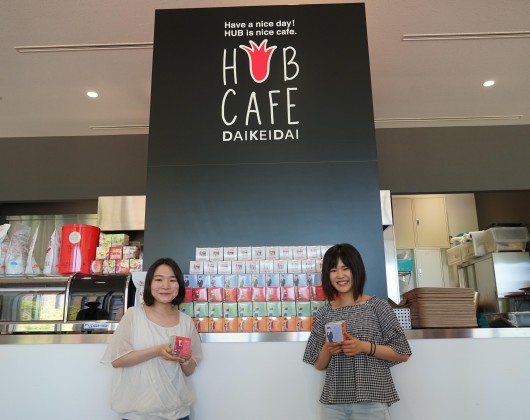 Have a nice day!
HUB is nice cafe.
HUB
CAFE
DAIKEIDAI